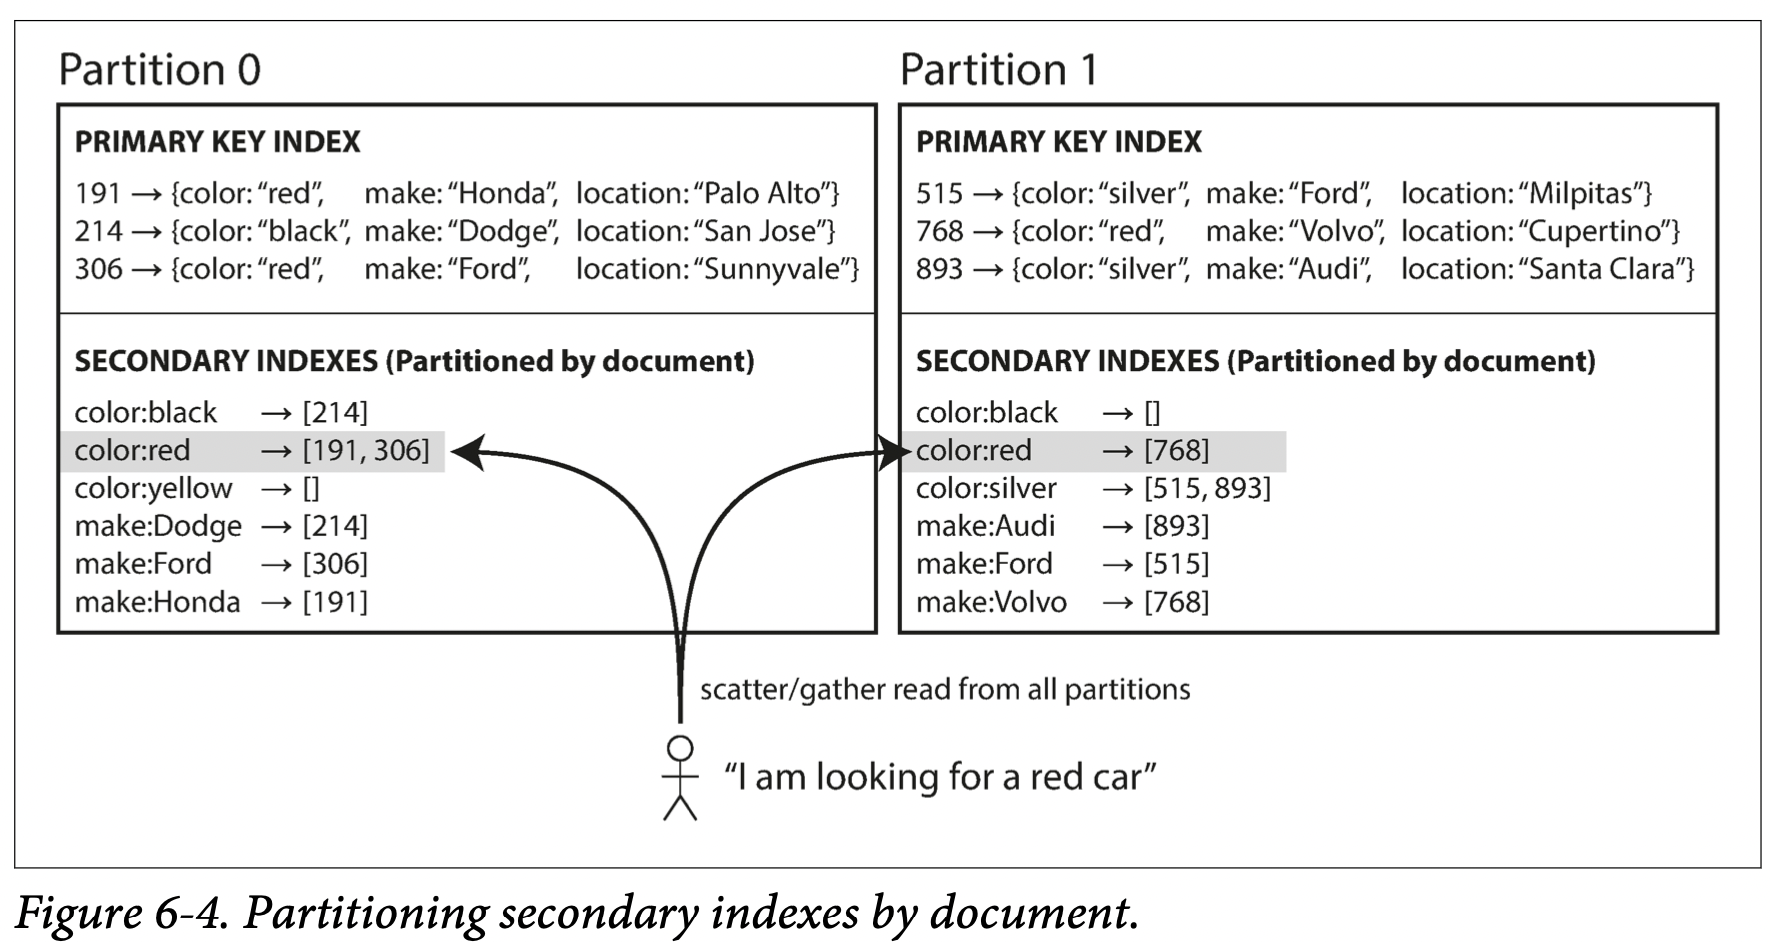 Partition 0
PRIMARY KEY INDEX
191 → {color: “red”, make: “Honda”, location: “Palo Alto”}
214 → {color: “black”, make: “Dodge”, location: “San Jose”}
306 → {color: “red”, make: “Ford”, location: “Sunnyvale”}
SECONDARY INDEXES (Partitioned by document)
color:black → [214]
color:red → [191, 306]
color:yellow → []
make:Dodge → [214]
make:Ford → [306]
make:Honda → [191]
Partition 1
PRIMARY KEY INDEX
515 → {color: “silver”, make: “Ford”, location: “Milpitas”}
768 → {color: “red”, make: “Volvo”, location: “Cupertino”}
893 → {color: “silver”, make: “Audi”, location: “Santa Clara”}
SECONDARY INDEXES (Partitioned by document)
color:black → []
color:red → [768]
color:silver → [515, 893]
make:Audi → [893]
make:Ford → [515]
make:Volvo → [768]
scatter/gather read from all partitions
“I am looking for a red car”
Figure 6-4. Partitioning secondary indexes by document.